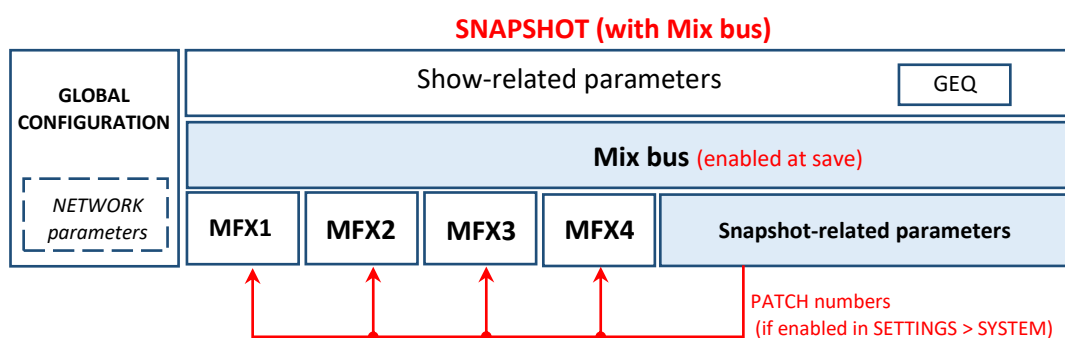 SNAPSHOT (with Mix bus)
GLOBAL
CONFIGURATION
NETWORK
parameters
Show-related parameters
GEQ
Mix bus (enabled at save)
MFX1
MFX2
MFX3
MFX4
Snapshot-related parameters
PATCH numbers
(if enabled in SETTINGS > SYSTEM)